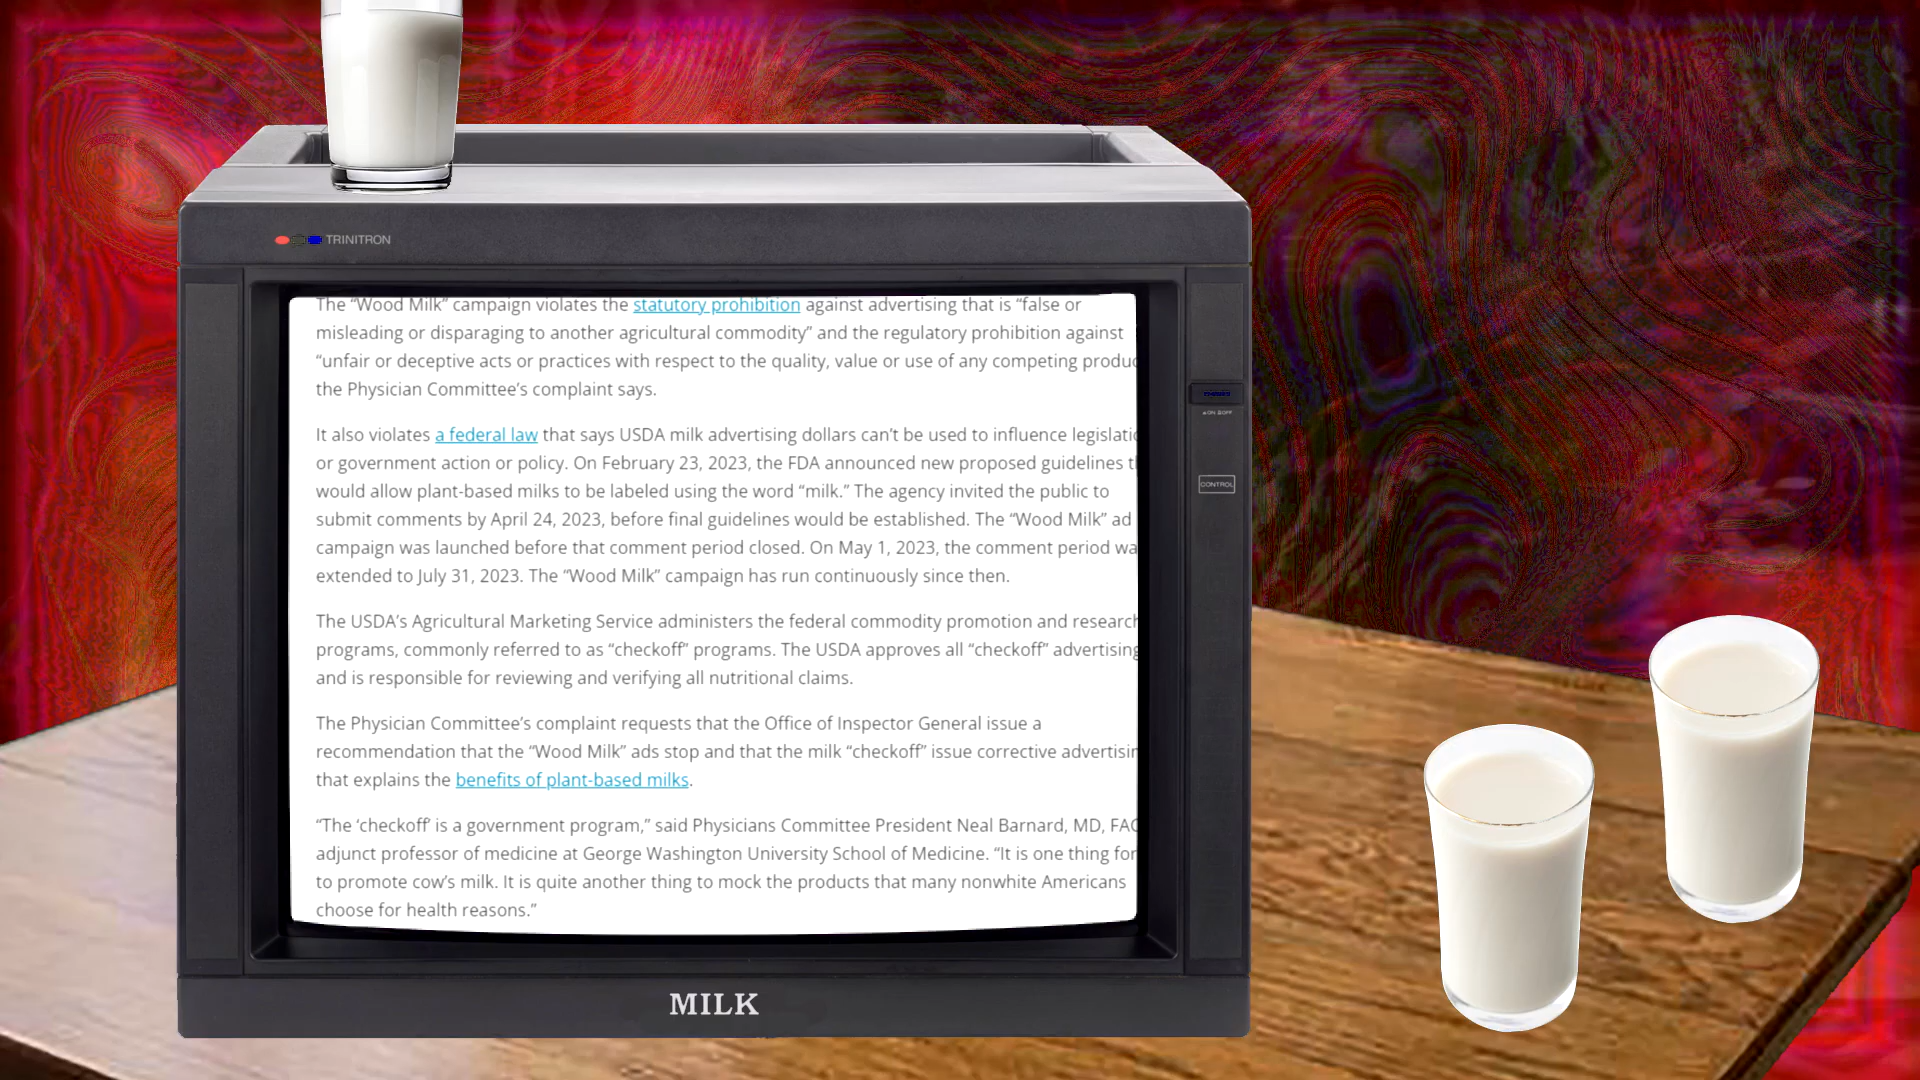 TRINITRON
The “Wood Milk” campaign violates the statutory prohibition against advertising that is “false or
misleading or disparaging to another agricultural commodity” and the regulatory prohibition against
“unfair or deceptive acts or practices with respect to the quality, value or use of any competing
the Physician Committee’s complaint says.
It also violates a federal law that says USDA milk advertising dollars can’t be used to influence
or government action or policy. On February 23, 2023, the FDA announced new proposed guidelines
would allow plant-based milks to be labeled using the word “milk.” The agency invited the public to
submit comments by April 24, 2023, before final guidelines would be established. The “Wood Milk” ad
campaign was launched before that comment period closed. On May 1, 2023, the comment period
extended to July 31, 2023. The “Wood Milk” campaign has run continuously since then.
The USDA’s Agricultural Marketing Service administers the federal commodity promotion and research
programs, commonly referred to as “checkoff” programs. The USDA approves all “checkoff” advertising
and is responsible for reviewing and verifying all nutritional claims.
The Physician Committee’s complaint requests that the Office of Inspector General issue a
recommendation that the “Wood Milk” ads stop and that the milk “checkoff” issue corrective
that explains the benefits of plant-based milks.
“The ‘checkoff’ is a government program,” said Physicians Committee President Neal Barnard, MD,
adjunct professor of medicine at George Washington University School of Medicine. “It is one thing for
to promote cow’s milk. It is quite another thing to mock the products that many nonwhite Americans
choose for health reasons.”
CONTROL
MILK